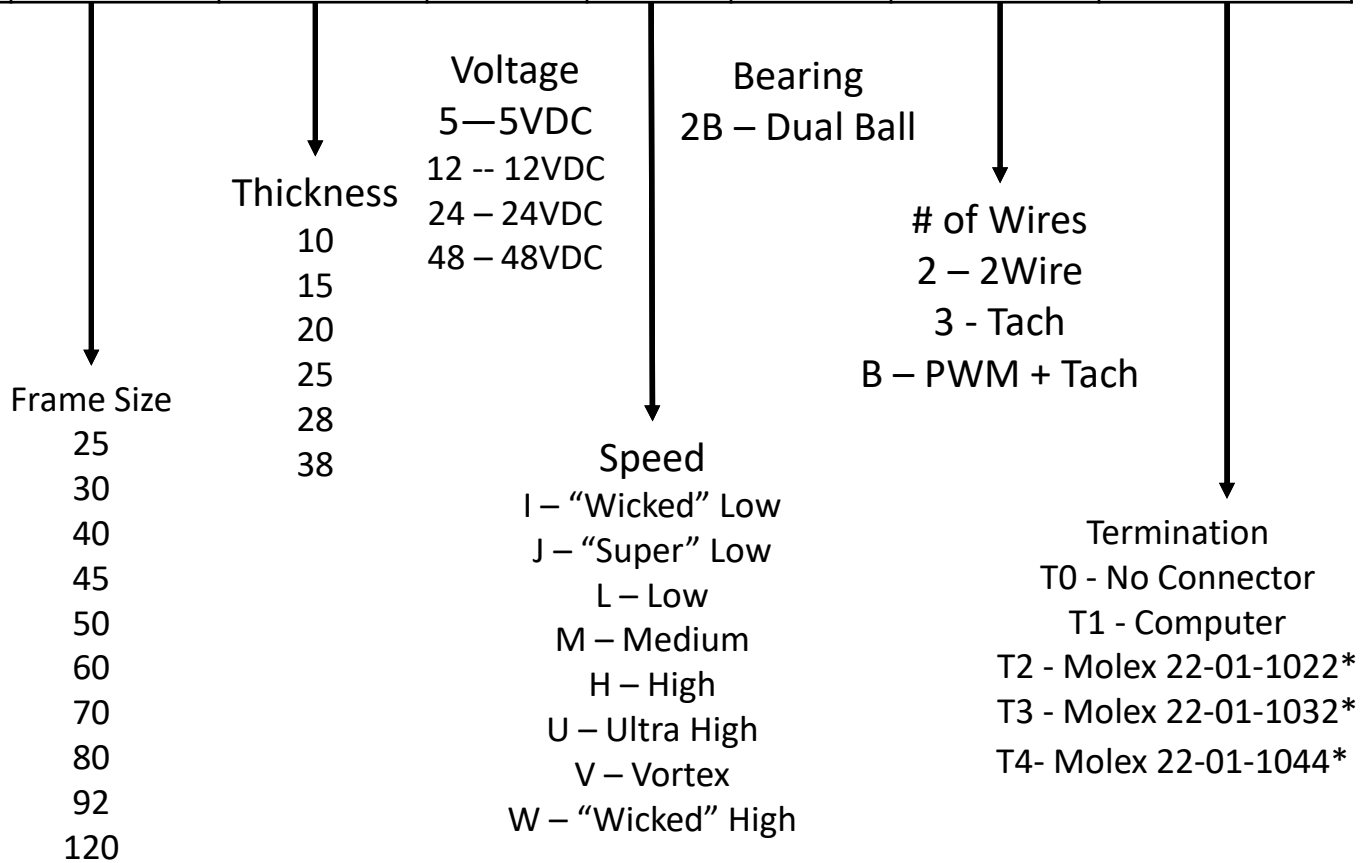 Voltage
5—5VDC
12 -- 12VDC
24 – 24VDC
48 – 48VDC
Bearing
2B – Dual Ball
Thickness
10
15
20
25
28
38
# of Wires
2 – 2Wire
3 - Tach
B – PWM + Tach
Frame Size
25
30
40
45
50
60
70
80
92
120
Speed
I – “Wicked” Low
J – “Super” Low
L – Low
M – Medium
H – High
U – Ultra High
V – Vortex
W – “Wicked” High
Termination
T0 - No Connector
T1 - Computer
T2 - Molex 22-01-1022*
T3 - Molex 22-01-1032*
T4- Molex 22-01-1044*